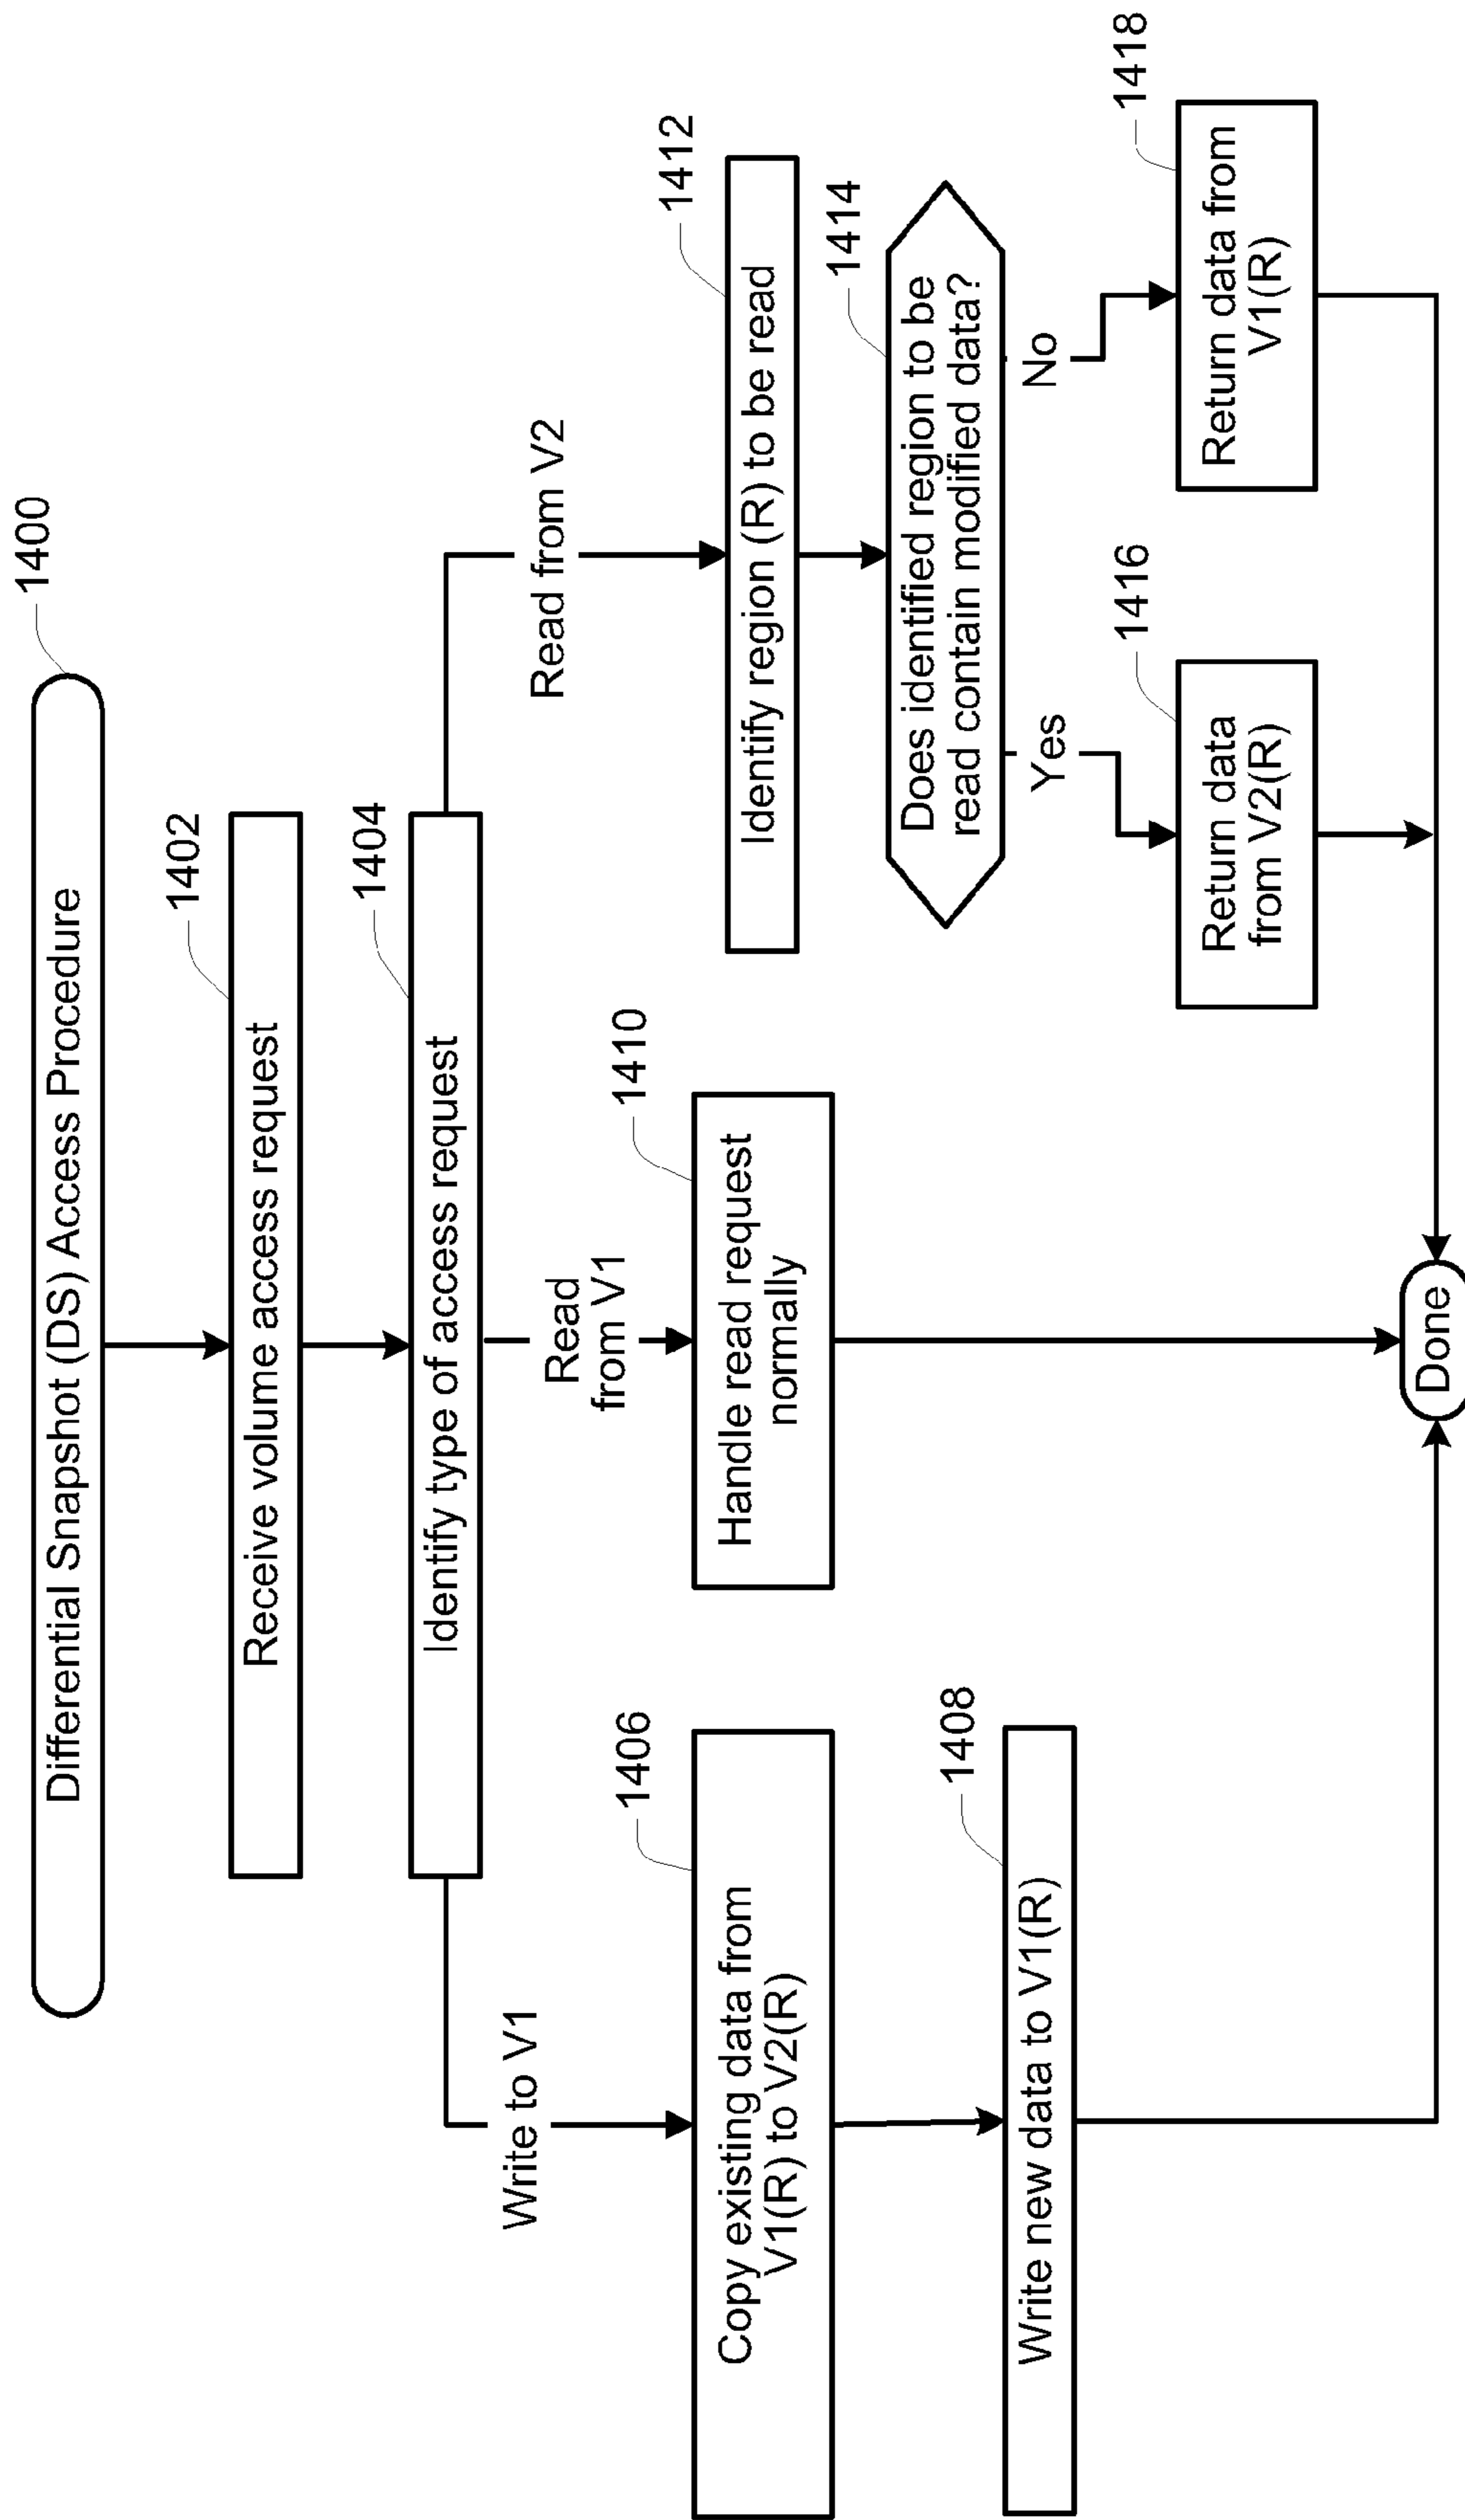 1400
Differential Snapshot (DS) Access Procedure
1402
Receive volume access request
1404
Identify type of access request
Write to V1
Read
from V1
Read from V2
1406
Copy existing data from
V1(R) to V2(R)
1408
Write new data to V1(R)
1410
Handle read request
normally
1412
Identify region (R) to be read
1414
Does identified region to be
read contain modified data?
Yes
No
1416
Return data
from V2(R)
1418
Return data from
V1(R)
Done